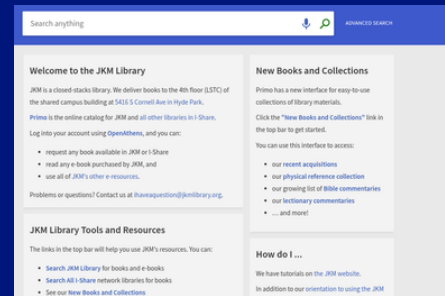 Search anything
ADVANCED SEARCH
Welcome to the JKM Library
JKM is a closed-stacks library. We deliver books to the 4th floor (LSTC) of
the shared campus building at 5416 S Cornell Ave in Hyde Park.
Primo is the online catalog for JKM and all other libraries in I-Share.
Log into your account using OpenAthens, and you can:
• request any book available in JKM or I-Share
• read any e-book purchased by JKM, and
• use all of JKM's other e-resources.
Problems or questions? Contact us at ihaveaquestion@jkmlibrary.org.
JKM Library Tools and Resources
The links in the top bar will help you use JKM's resources. You can:
• Search JKM Library for books and e-books
• Search All I-Share network libraries for books
• See our New Books and Collections
New Books and Collections
Primo has a new interface for easy-to-use
collections of library materials.
Click the "New Books and Collections" link in
the top bar to get started.
You can use this interface to access:
• our recent acquisitions
• our physical reference collection
• our growing list of Bible commentaries
• our lectionary commentaries
• ... and more!
How do I ...
We have tutorials on the JKM website.
In addition to our orientation to using the JKM